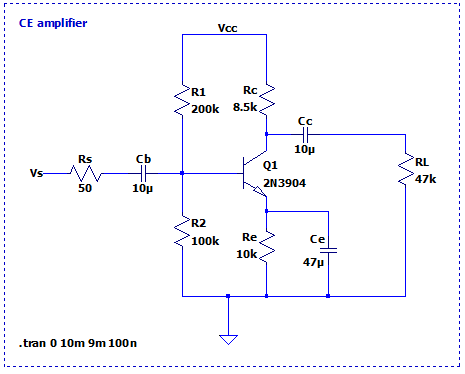 CE amplifier
Vcc
R1
200k
Rc
8.5k
Cc
10µ
Rs
50
Cb
10µ
Vs
Q1
2N3904
RL
47k
R2
100k
Re
10k
Ce
47µ
.tran 0 10m 9m 100n